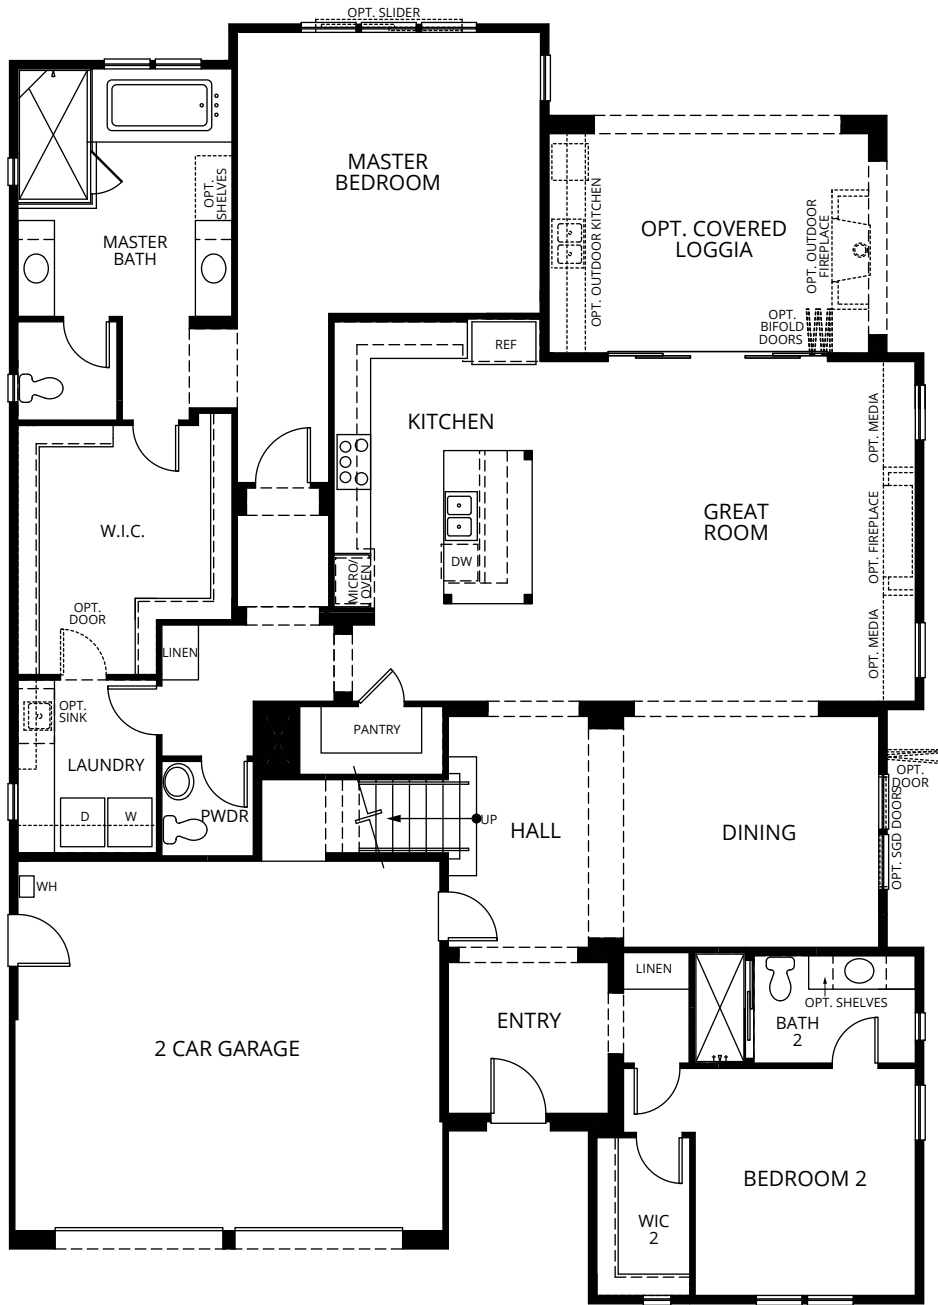 OPT. SLIDER
MASTER
BEDROOM
OPT.
SHELVES
MASTER
BATH
OPT. OUTDOOR KITCHEN
OPT. COVERED
LOGGIA
OPT. OUTDOOR
FIREPLACE
OPT.
BIFOLD
DOORS
REF
KITCHEN
OPT. MEDIA
GREAT
ROOM
OPT. FIREPLACE
W.I.C.
DW
MICRO/
OVEN
OPT.
DOOR
OPT. MEDIA
LINEN
OPT.
SINK
PANTRY
LAUNDRY
OPT.
DOOR
D
W
PWDR
UP
HALL
DINING
OPT. SGD DOORS
WH
LINEN
OPT. SHELVES
ENTRY
BATH
2
2 CAR GARAGE
BEDROOM 2
WIC
2